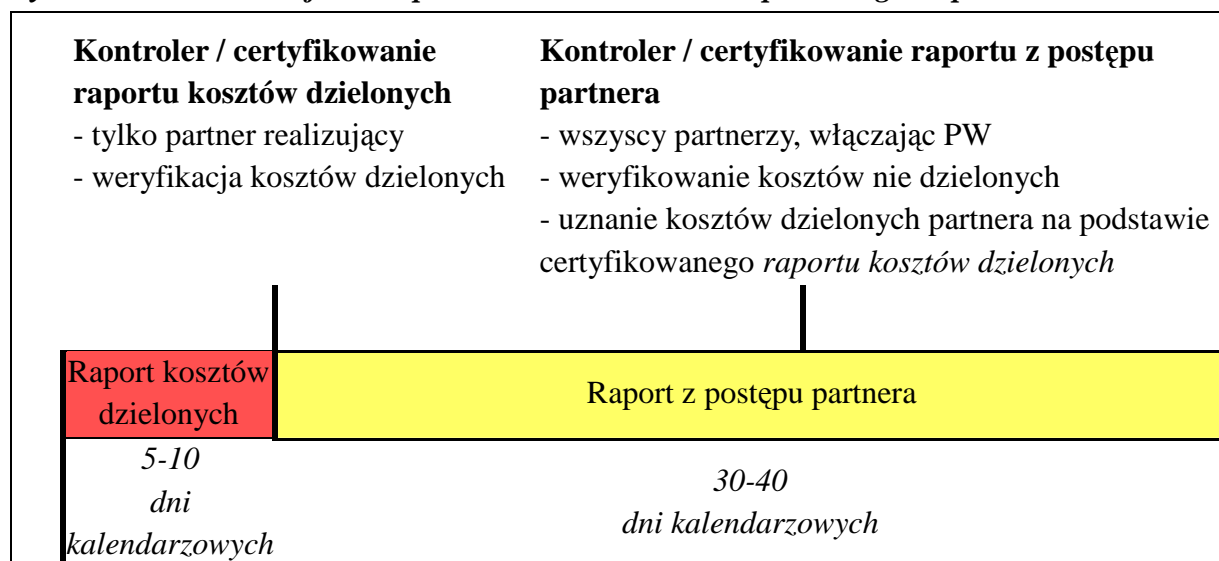 Kontroler / certyfikowanie
raportu kosztów dzielonych
- tylko partner realizujący
- weryfikacja kosztów dzielonych
Kontroler / certyfikowanie raportu z postępu
partnera
- wszyscy partnerzy, włączając PW
- weryfikowanie kosztów nie dzielonych
- uznanie kosztów dzielonych partnera na podstawie
certyfikowanego raportu kosztów dzielonych
Raport kosztów
dzielonych
Raport z postępu partnera
5-10
dni
kalendarzowych
30-40
dni kalendarzowych